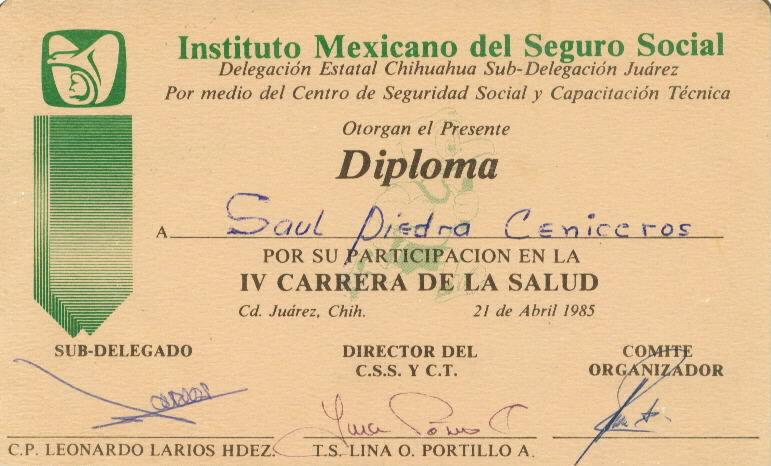 Instituto Mexicano del Seguro Social
Delegación Estatal Chihuahua Sub-Delegación Juárez
Por medio del Centro de Seguridad Social y Capacitación Técnica
Otorgan el Presente
Diploma
A Saul Piedra Ceniceros
POR SU PARTICIPACION EN LA
IV CARRERA DE LA SALUD
Cd. Juárez, Chih. 21 de Abril 1985
SUB-DELEGADO
DIRECTOR DEL
C.S.S. Y C.T.
COMITE
ORGANIZADOR
C.P. LEONARDO LARIOS HDEZ.
T.S. LINA O. PORTILLO A.